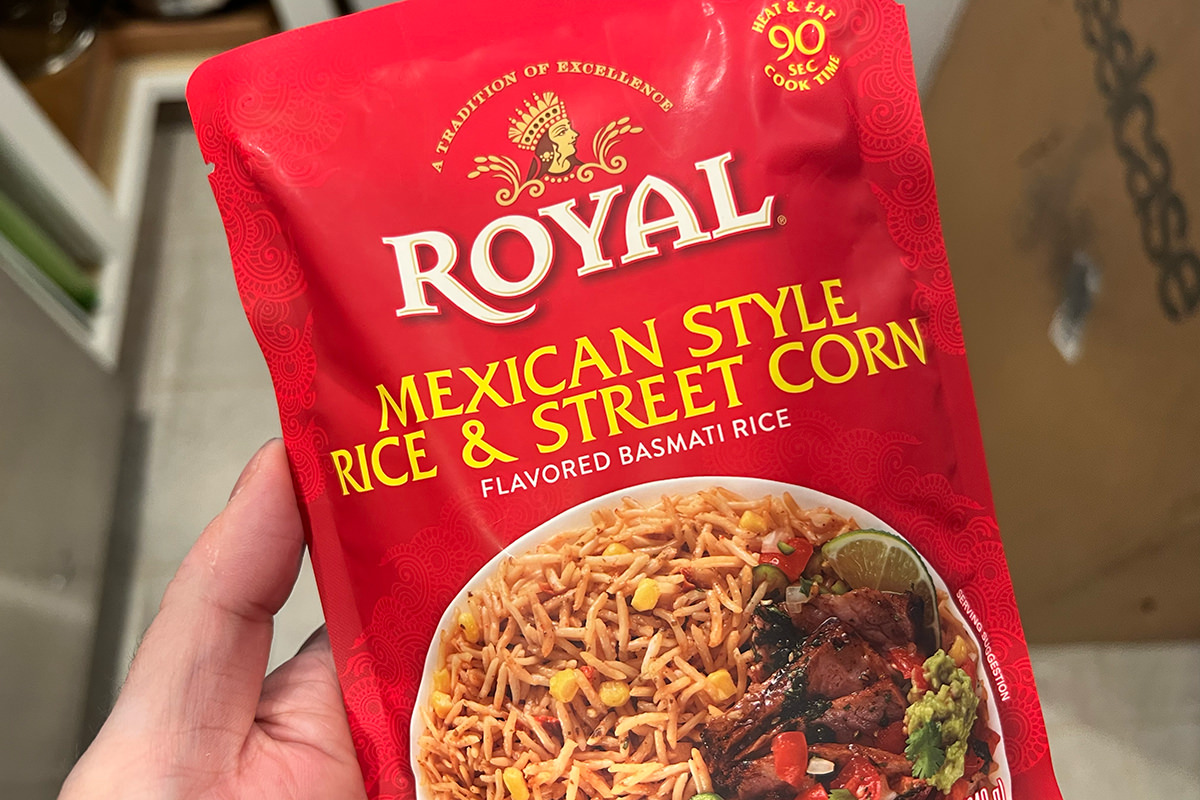 HEAT & EAT
90
SEC
COOK TIME
A TRADITION OF EXCELLENCE
ROYAL®
MEXICAN STYLE
RICE & STREET CORN
FLAVORED BASMATI RICE
SERVING SUGGESTION